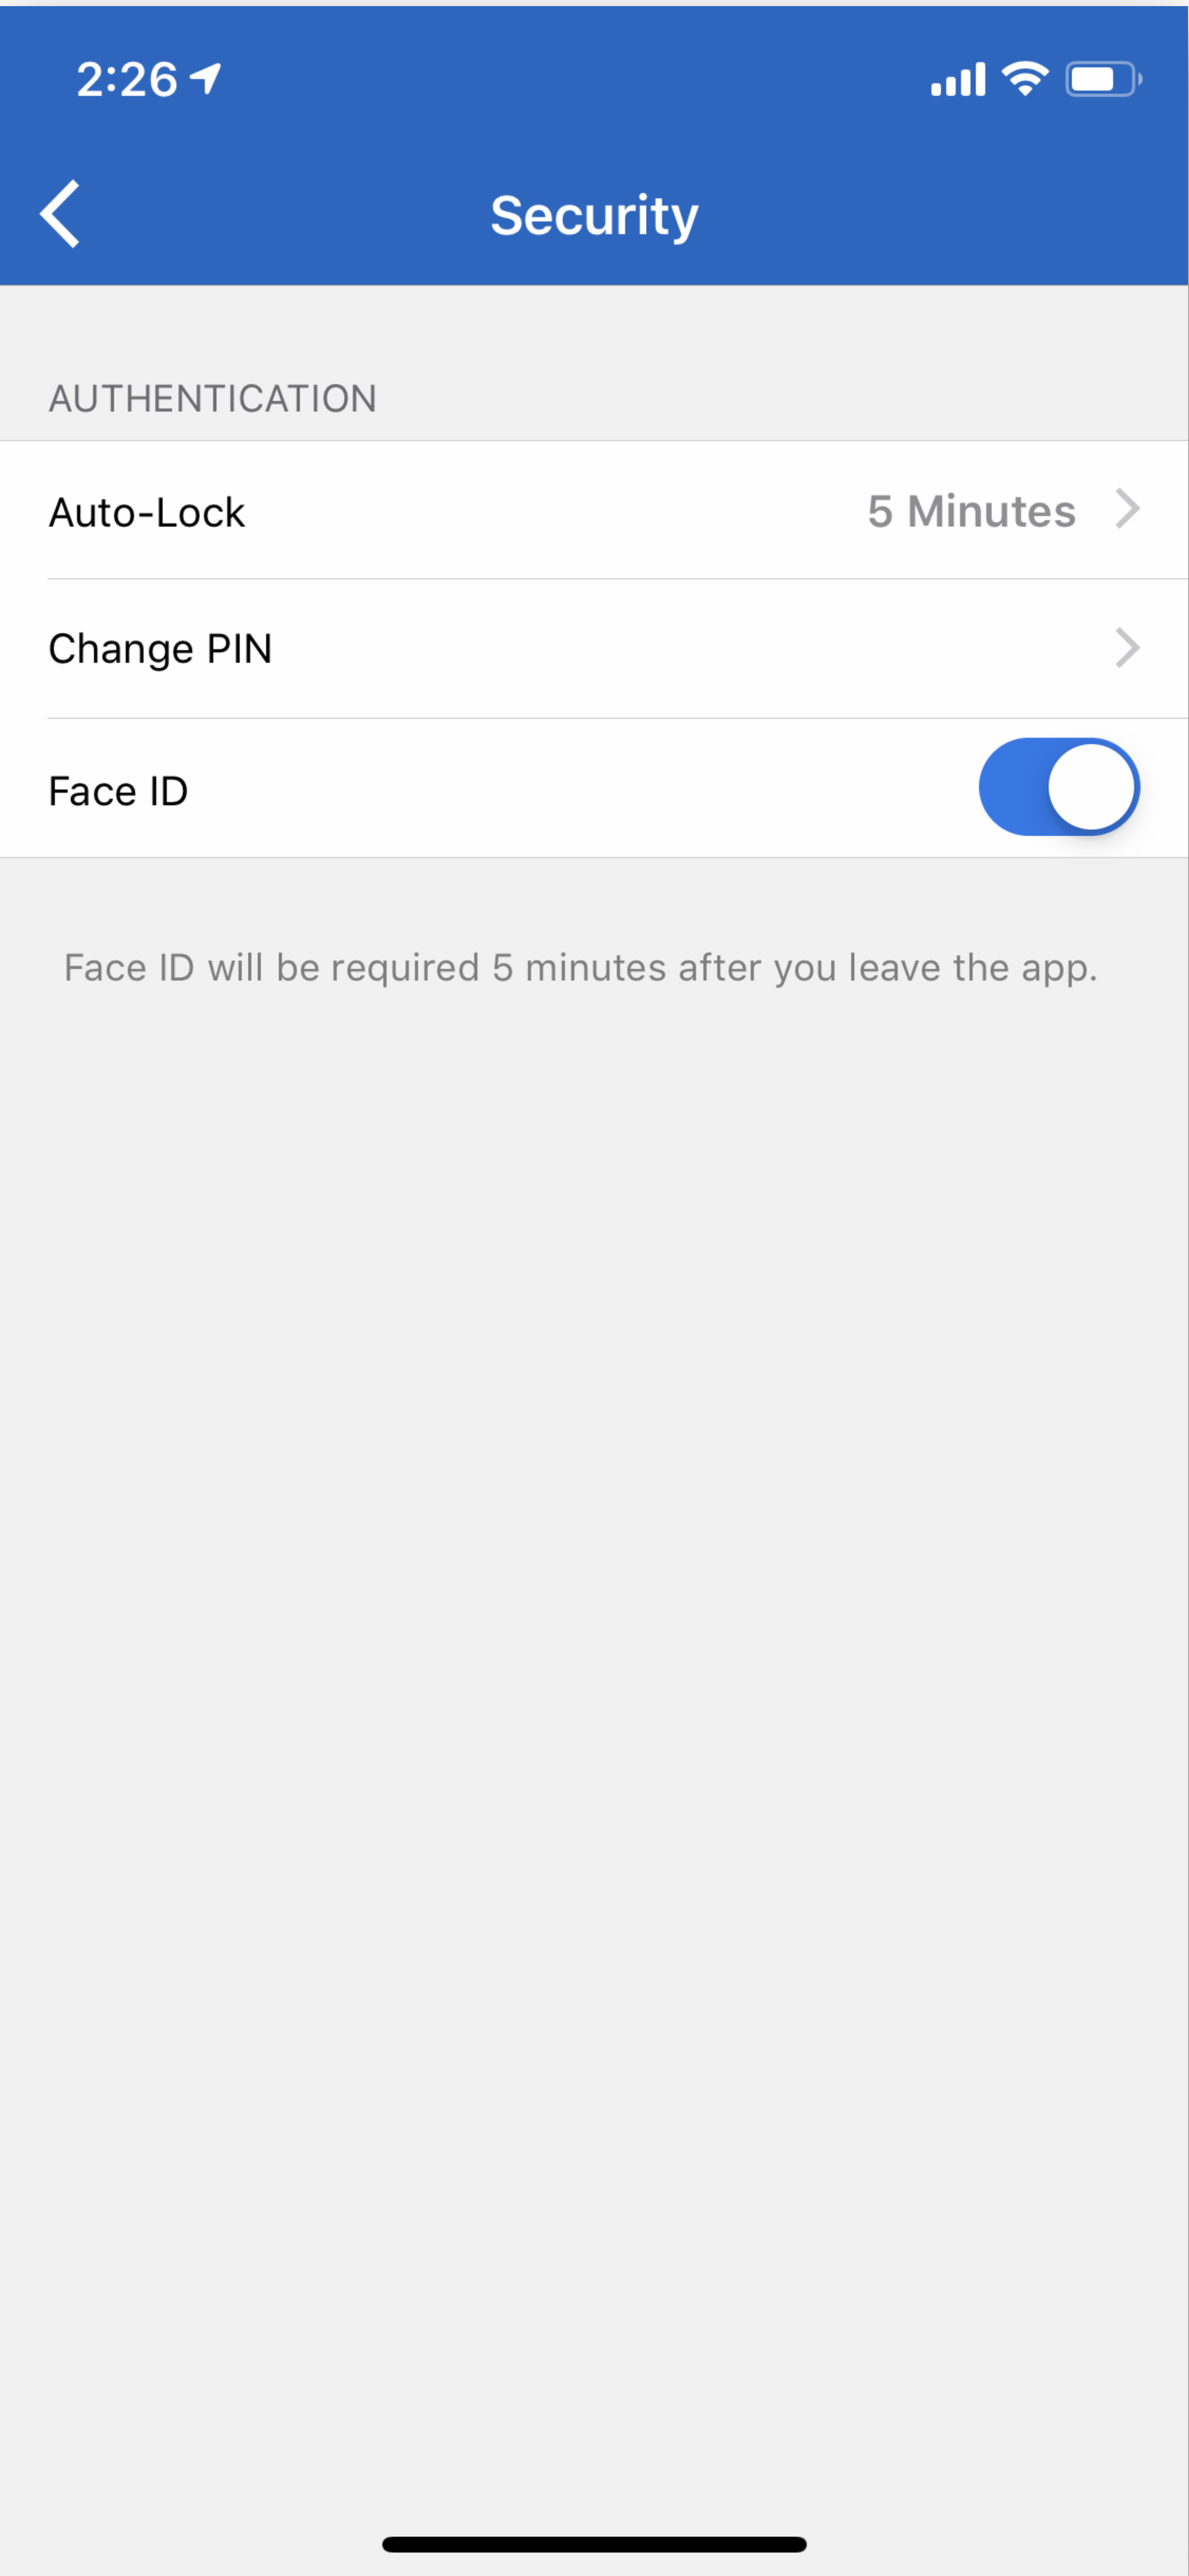 2:26
Security
AUTHENTICATION
Auto-Lock 5 Minutes
Change PIN
Face ID
Face ID will be required 5 minutes after you leave the app.